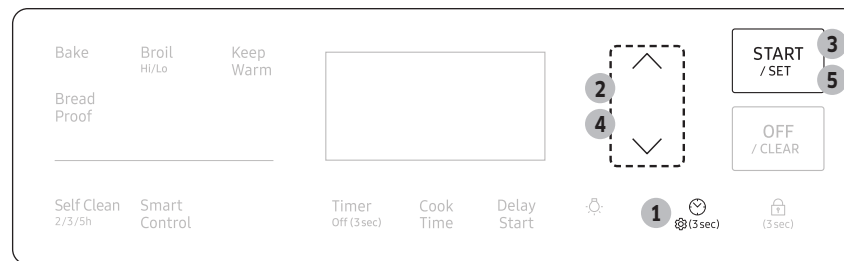 Bake Broil Keep
Hi/Lo Warm
Bread
Proof
Self Clean Smart
2/3/5h Control
Timer Cook Delay
Off (3 sec) Time Start
2
4
1
(3 sec)
(3 sec)
START 3
/ SET 5
OFF
/ CLEAR